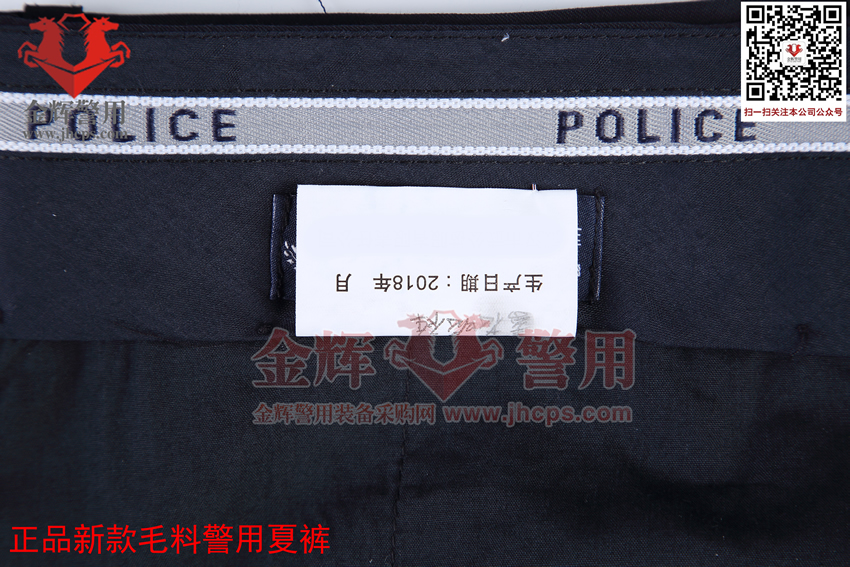 扫一扫关注本公司公众号
金辉警用
POLICE POLICE
生产日期：2018年 月
金辉 警用
金辉警用装备采购网 www.jhcps.com
正品新款毛料警用夏裤